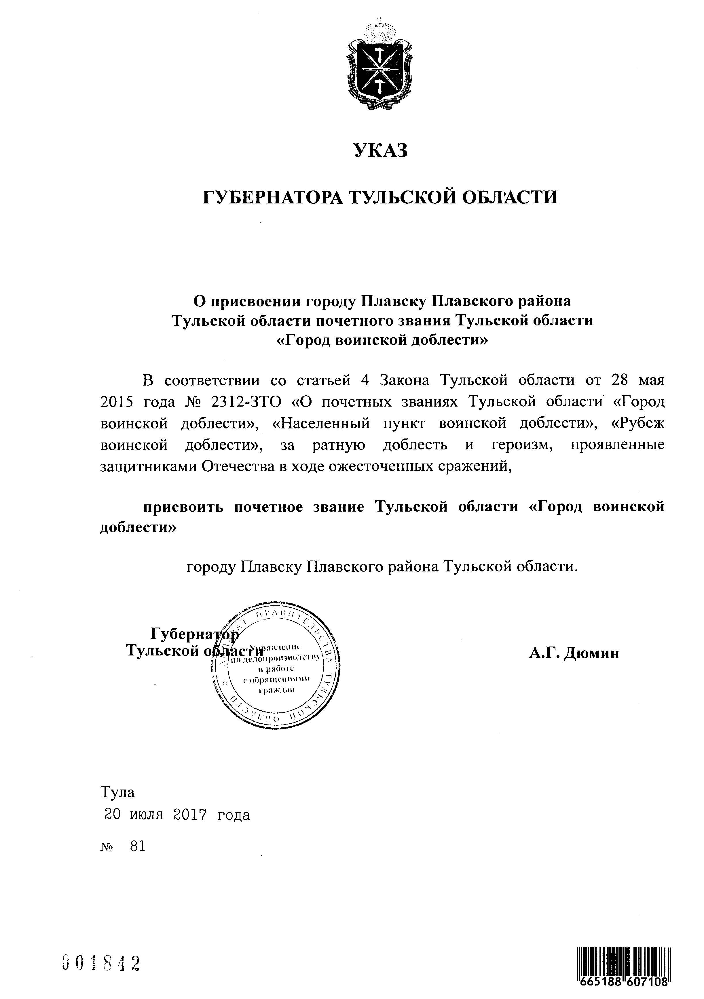 УКАЗ
ГУБЕРНАТОРА ТУЛЬСКОЙ ОБЛАСТИ
О присвоении городу Плавску Плавского района
Тульской области почетного звания Тульской области
«Город воинской доблести»
В соответствии со статьей 4 Закона Тульской области от 28 мая
2015 года № 2312-ЗТО «О почетных званиях Тульской области «Город
воинской доблести», «Населенный пункт воинской доблести», «Рубеж
воинской доблести», за ратную доблесть и героизм, проявленные
защитниками Отечества в ходе ожесточенных сражений,
присвоить почетное звание Тульской области «Город воинской
доблести»
городу Плавску Плавского района Тульской области.
Губернатор
Тульской области
А.Г. Дюмин
АППАРАТ ПРАВИТЕЛЬСТВА ТУЛЬСКОЙ ОБЛАСТИ *
Управление
по делопроизводству
и работе
с обращениями
граждан
Тула
20 июля 2017 года
№ 81
001842
665188 607108